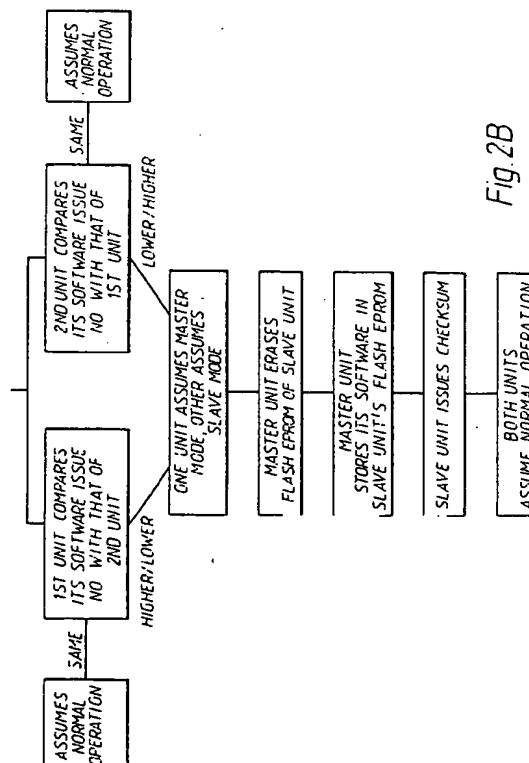 1ST UNIT COMPARES
ITS SOFTWARE ISSUE
NO WITH THAT OF
2ND UNIT
2ND UNIT COMPARES
ITS SOFTWARE ISSUE
NO WITH THAT OF
1ST UNIT
SAME
SAME
ASSUMES
NORMAL
OPERATION
ASSUMES
NORMAL
OPERATION
HIGHER/LOWER
LOWER/HIGHER
ONE UNIT ASSUMES MASTER
MODE, OTHER ASSUMES
SLAVE MODE
MASTER UNIT ERASES
FLASH EPROM OF SLAVE UNIT
MASTER UNIT
STORES ITS SOFTWARE IN
SLAVE UNIT'S FLASH EPROM
SLAVE UNIT ISSUES CHECKSUM
BOTH UNITS
ASSUME NORMAL OPERATION
Fig. 2B